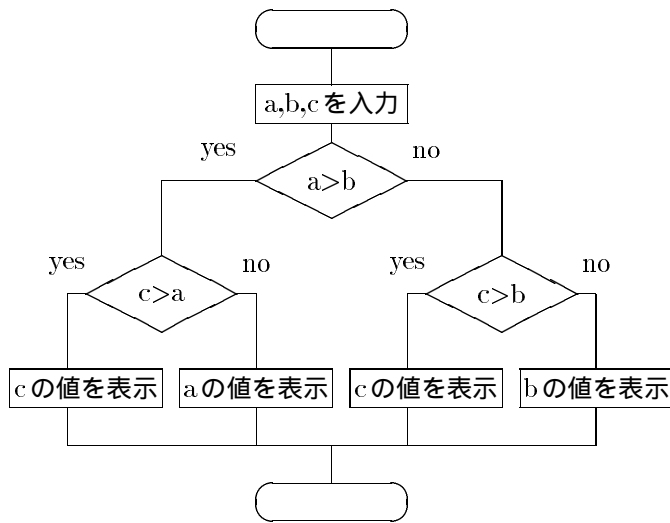 a,b,cを入力
yes
no
a>b
yes
no
yes
no
c>a
c>b
cの値を表示
aの値を表示
cの値を表示
bの値を表示